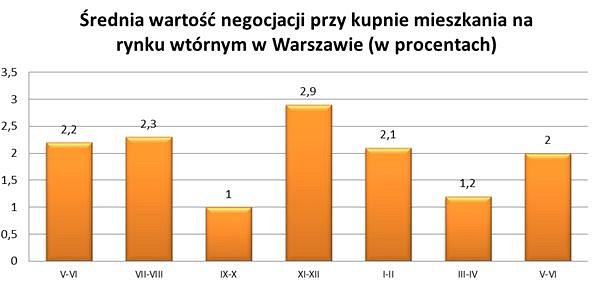 Średnia wartość negocjacji przy kupnie mieszkania na
rynku wtórnym w Warszawie (w procentach)
3,5
3
2,5
2
1,5
1
0,5
0
2,2
2,3
1
2,9
2,1
1,2
2
V-VI
VII-VIII
IX-X
XI-XII
I-II
III-IV
V-VI